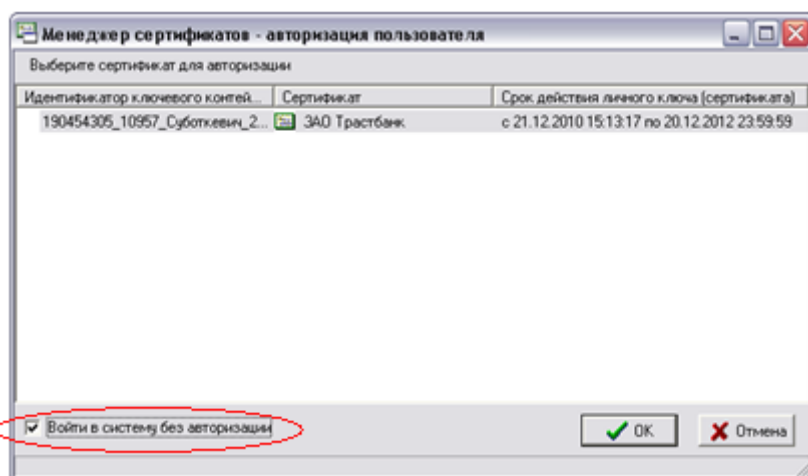 Менеджер сертификатов - авторизация пользователя
Выберите сертификат для авторизации
Идентификатор ключевого контей... Сертификат Срок действия личного ключа (сертификата)
190454305_10957_Суботкевич_2... ЗАО Трастбанк с 21.12.2010 15:13:17 по 20.12.2012 23:59:59
Войти в систему без авторизации OK Отмена